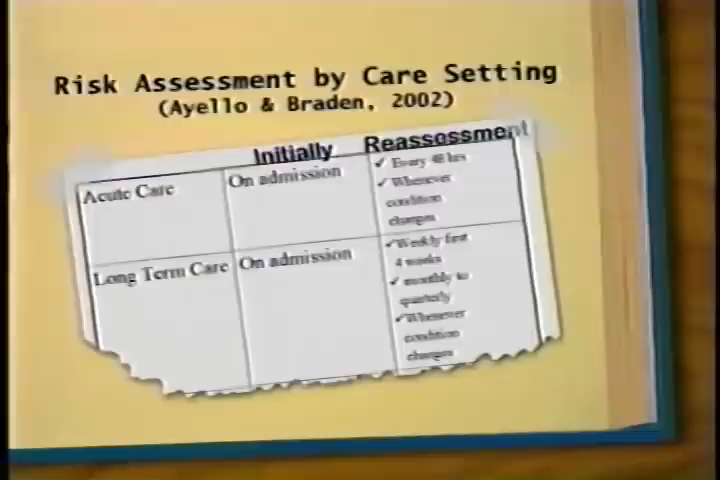 Risk Assessment by Care Setting
(Ayello & Braden, 2002)
Initially Reassessment
Acute Care On admission ✓ Every 48 hrs
✓ Whenever
condition
changes
Long Term Care On admission ✓Weekly first
4 weeks
✓ monthly to
quarterly
✓Whenever
condition
changes